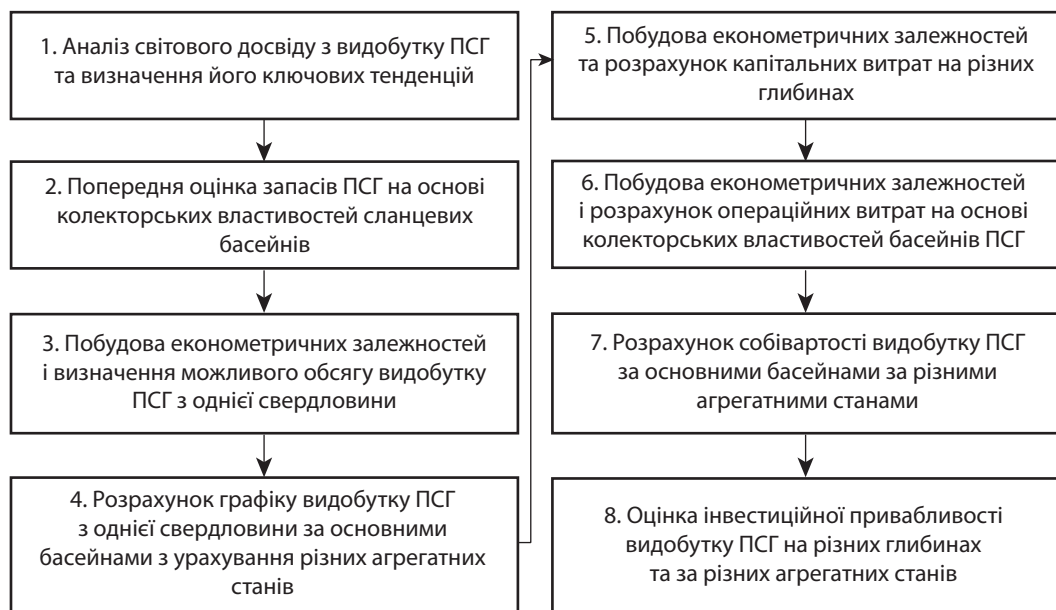 1. Аналіз світового досвіду з видобутку ПСГ
та визначення його ключових тенденцій
2. Попередня оцінка запасів ПСГ на основі
колекторських властивостей сланцевих
басейнів
3. Побудова економетричних залежностей
і визначення можливого обсягу видобутку
ПСГ з однієї свердловини
4. Розрахунок графіку видобутку ПСГ
з однієї свердловини за основними
басейнами з урахування різних агрегатних
станів
5. Побудова економетричних залежностей
та розрахунок капітальних витрат на різних
глибинах
6. Побудова економетричних залежностей
і розрахунок операційних витрат на основі
колекторських властивостей басейнів ПСГ
7. Розрахунок собівартості видобутку ПСГ
за основними басейнами за різними
агрегатними станами
8. Оцінка інвестиційної привабливості
видобутку ПСГ на різних глибинах
та за різних агрегатних станів